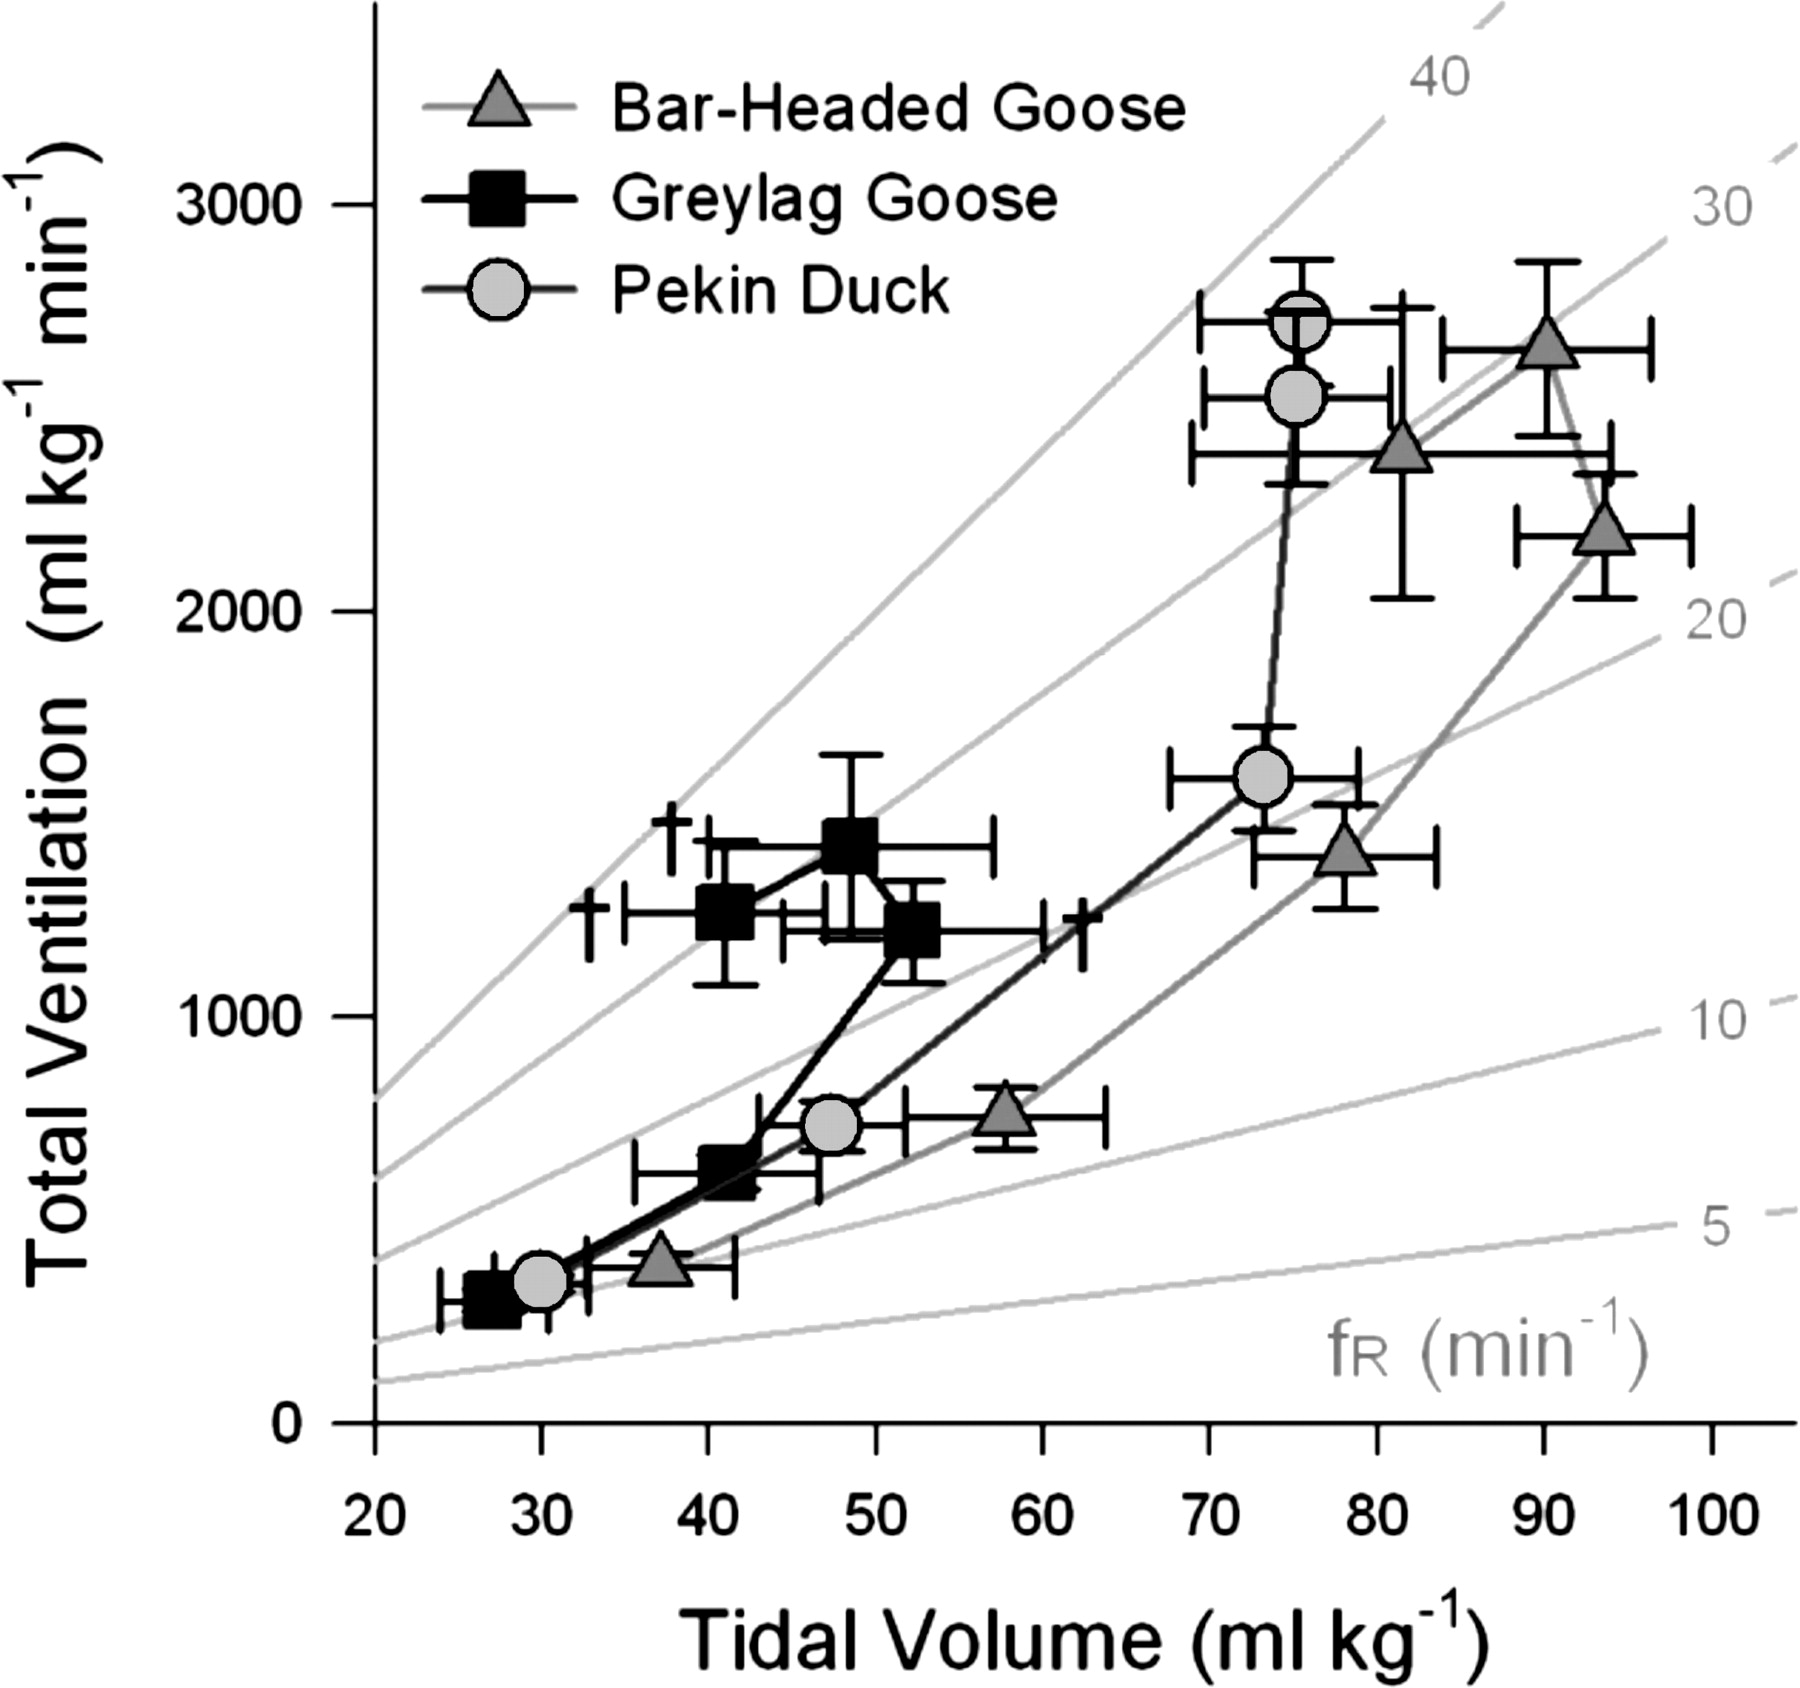 Bar-Headed Goose
Greylag Goose
Pekin Duck
Total Ventilation (ml kg⁻¹ min⁻¹)
3000
2000
1000
0
40
30
20
10
5
fR (min⁻¹)
20 30 40 50 60 70 80 90 100
Tidal Volume (ml kg⁻¹)